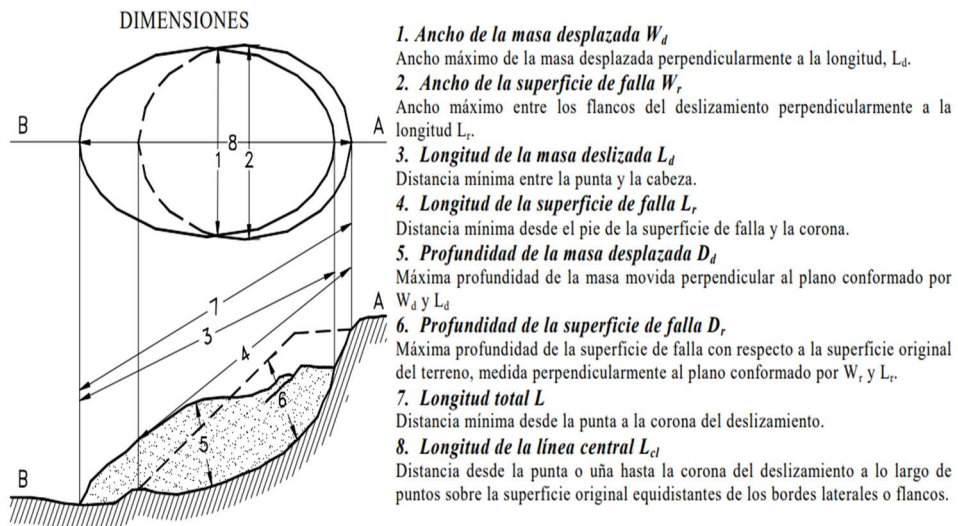 DIMENSIONES
B
A
8
1 2
7
3
4
A
6
5
B
1. Ancho de la masa desplazada Wd
Ancho máximo de la masa desplazada perpendicularmente a la longitud, Ld.
2. Ancho de la superficie de falla Wr
Ancho máximo entre los flancos del deslizamiento perpendicularmente a la
longitud Lr.
3. Longitud de la masa deslizada Ld
Distancia mínima entre la punta y la cabeza.
4. Longitud de la superficie de falla Lr
Distancia mínima desde el pie de la superficie de falla y la corona.
5. Profundidad de la masa desplazada Dd
Máxima profundidad de la masa movida perpendicular al plano conformado por
Wd y Ld
6. Profundidad de la superficie de falla Dr
Máxima profundidad de la superficie de falla con respecto a la superficie original
del terreno, medida perpendicularmente al plano conformado por Wr y Lr.
7. Longitud total L
Distancia mínima desde la punta a la corona del deslizamiento.
8. Longitud de la línea central Lcl
Distancia desde la punta o uña hasta la corona del deslizamiento a lo largo de
puntos sobre la superficie original equidistantes de los bordes laterales o flancos.